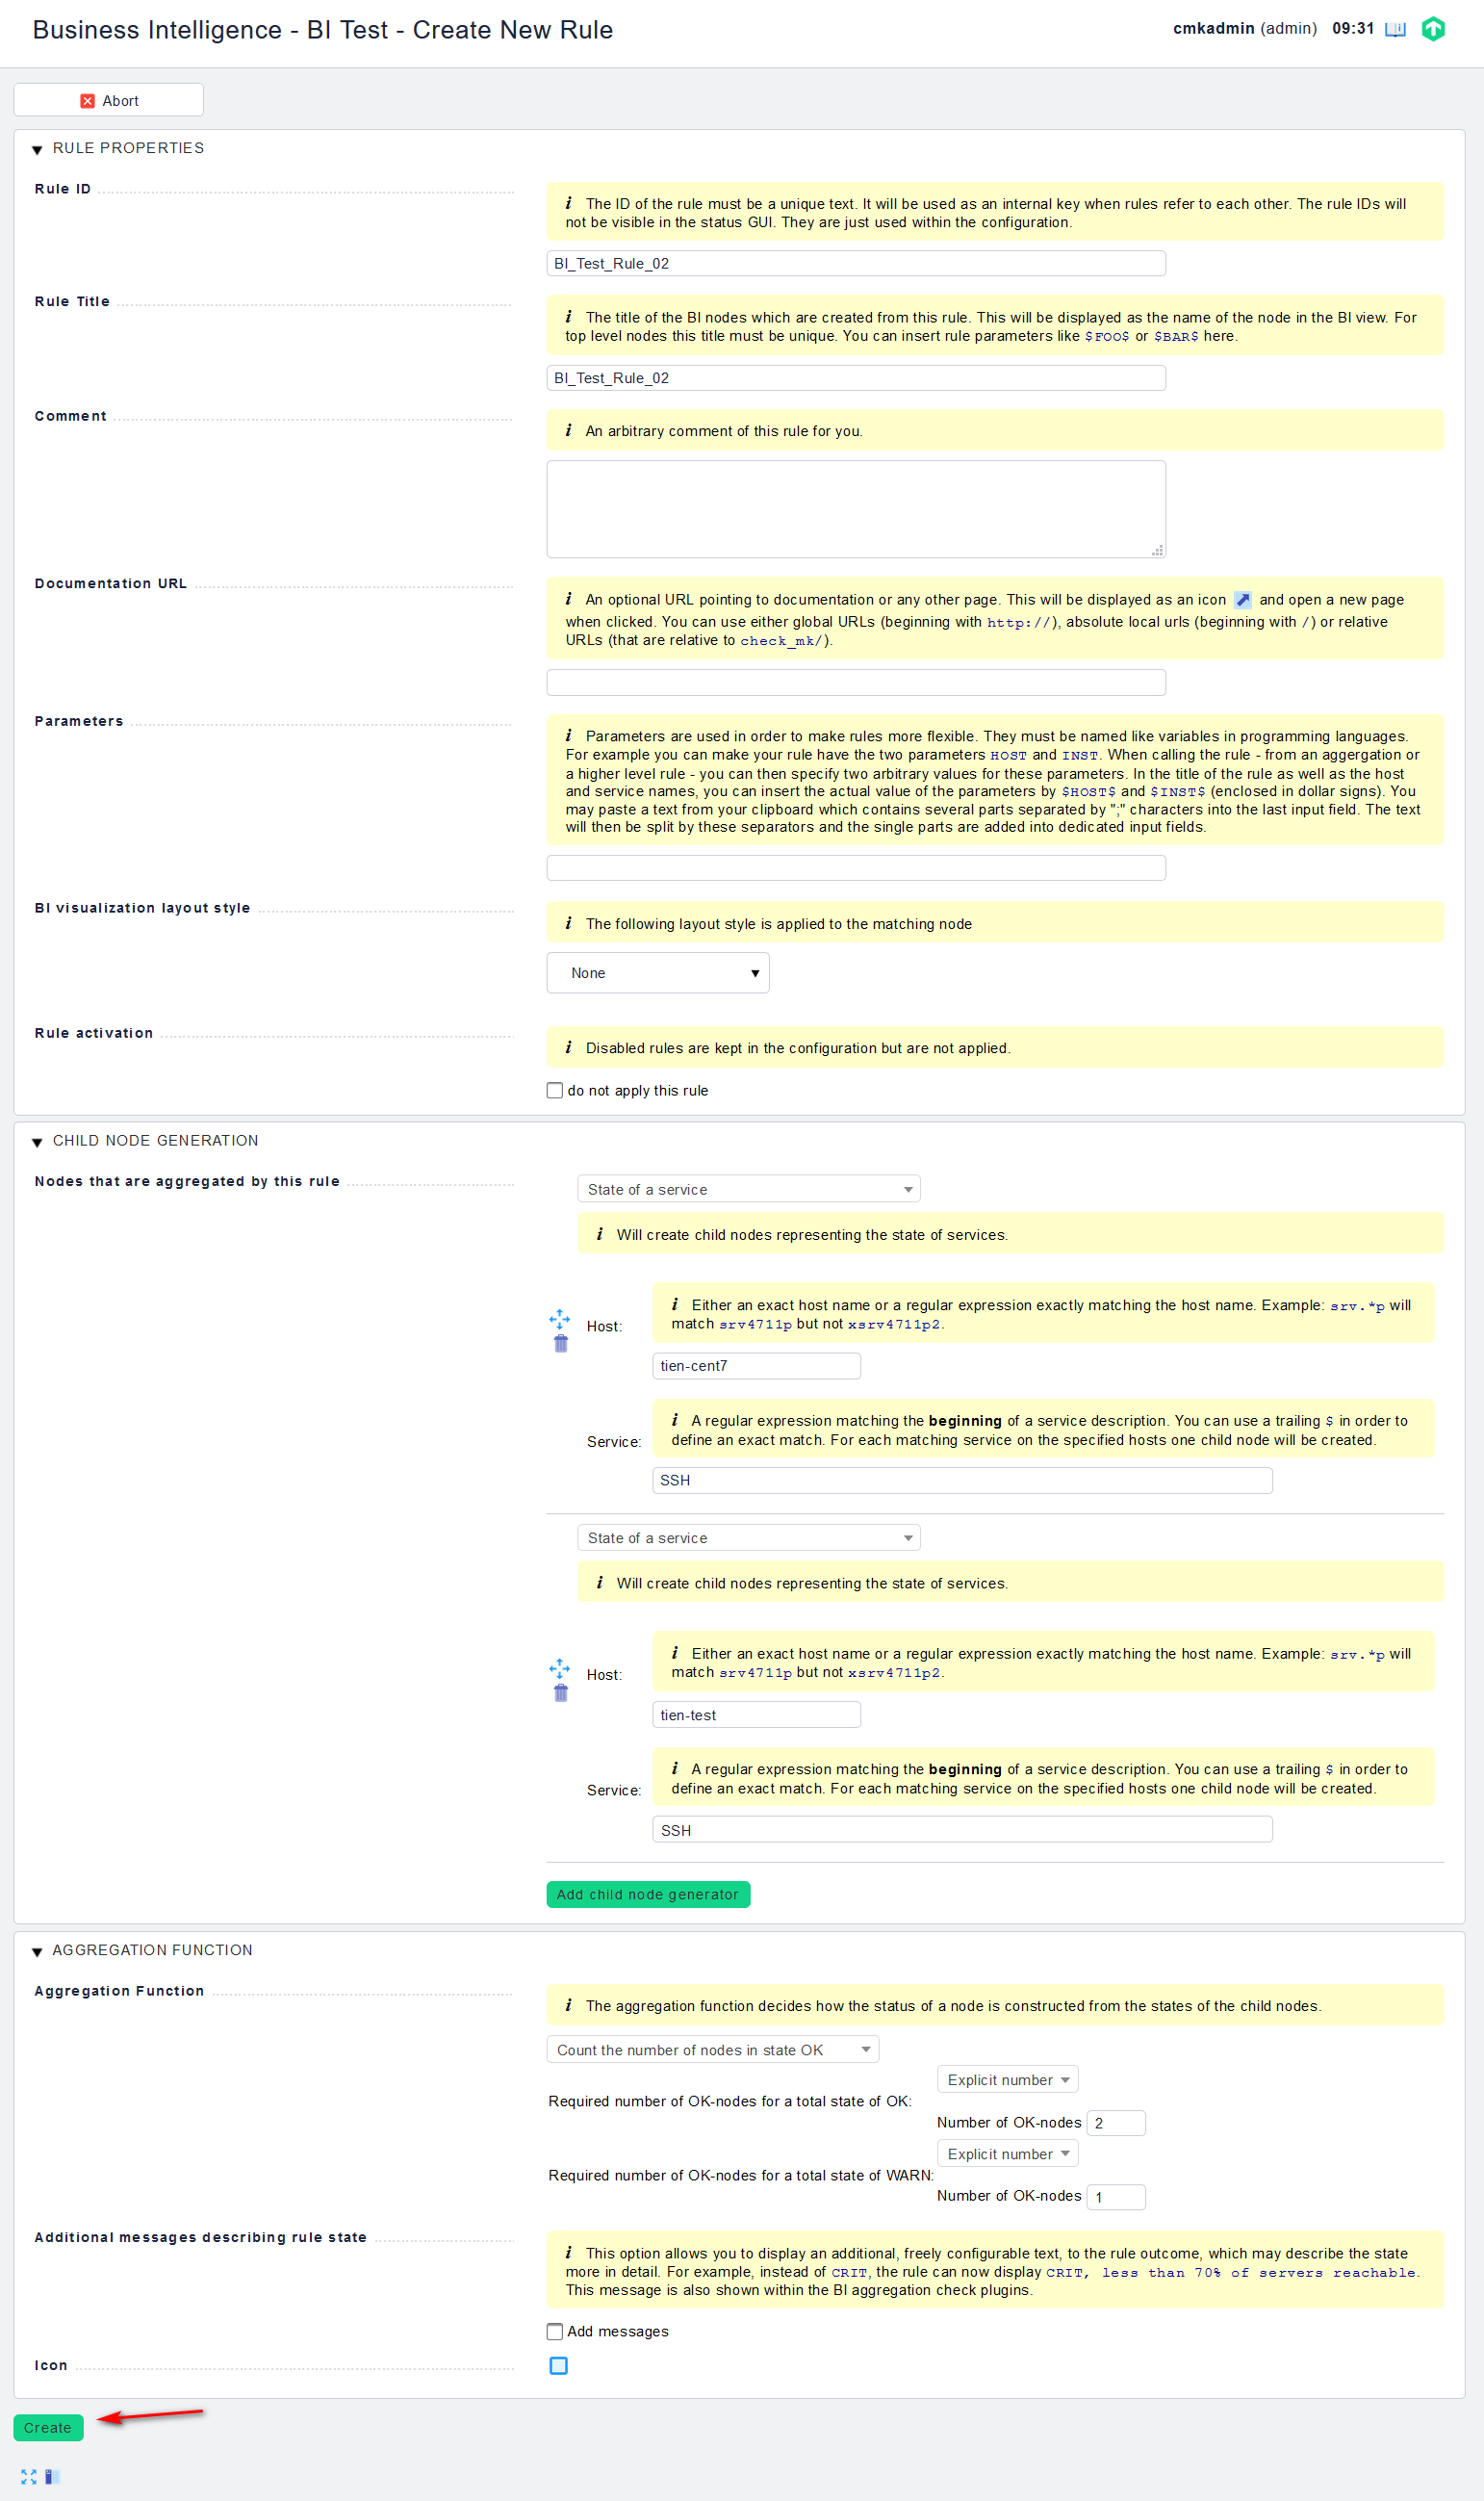 Business Intelligence - BI Test - Create New Rule
cmkadmin (admin) 09:31
Abort
RULE PROPERTIES
Rule ID
i The ID of the rule must be a unique text. It will be used as an internal key when rules refer to each other. The rule IDs will
not be visible in the status GUI. They are just used within the configuration.
BI_Test_Rule_02
Rule Title
i The title of the BI nodes which are created from this rule. This will be displayed as the name of the node in the BI view. For
top level nodes this title must be unique. You can insert rule parameters like $FOO$ or $BAR$ here.
BI_Test_Rule_02
Comment
i An arbitrary comment of this rule for you.
Documentation URL
i An optional URL pointing to documentation or any other page. This will be displayed as an icon and open a new page
when clicked. You can use either global URLs (beginning with http://), absolute local urls (beginning with /) or relative
URLs (that are relative to check_mk/).
Parameters
i Parameters are used in order to make rules more flexible. They must be named like variables in programming languages.
For example you can make your rule have the two parameters HOST and INST. When calling the rule - from an aggergation or
a higher level rule - you can then specify two arbitrary values for these parameters. In the title of the rule as well as the host
and service names, you can insert the actual value of the parameters by $HOST$ and $INST$ (enclosed in dollar signs). You
may paste a text from your clipboard which contains several parts separated by ";" characters into the last input field. The text
will then be split by these separators and the single parts are added into dedicated input fields.
BI visualization layout style
i The following layout style is applied to the matching node
None
Rule activation
i Disabled rules are kept in the configuration but are not applied.
do not apply this rule
CHILD NODE GENERATION
Nodes that are aggregated by this rule
State of a service
i Will create child nodes representing the state of services.
Host:
i Either an exact host name or a regular expression exactly matching the host name. Example: srv.*p will
match srv4711p but not xsrv4711p2.
tien-cent7
Service:
i A regular expression matching the beginning of a service description. You can use a trailing $ in order to
define an exact match. For each matching service on the specified hosts one child node will be created.
SSH
State of a service
i Will create child nodes representing the state of services.
Host:
i Either an exact host name or a regular expression exactly matching the host name. Example: srv.*p will
match srv4711p but not xsrv4711p2.
tien-test
Service:
i A regular expression matching the beginning of a service description. You can use a trailing $ in order to
define an exact match. For each matching service on the specified hosts one child node will be created.
SSH
Add child node generator
AGGREGATION FUNCTION
Aggregation Function
i The aggregation function decides how the status of a node is constructed from the states of the child nodes.
Count the number of nodes in state OK
Required number of OK-nodes for a total state of OK:
Explicit number
Number of OK-nodes 2
Required number of OK-nodes for a total state of WARN:
Explicit number
Number of OK-nodes 1
Additional messages describing rule state
i This option allows you to display an additional, freely configurable text, to the rule outcome, which may describe the state
more in detail. For example, instead of CRIT, the rule can now display CRIT, less than 70% of servers reachable.
This message is also shown within the BI aggregation check plugins.
Add messages
Icon
Create